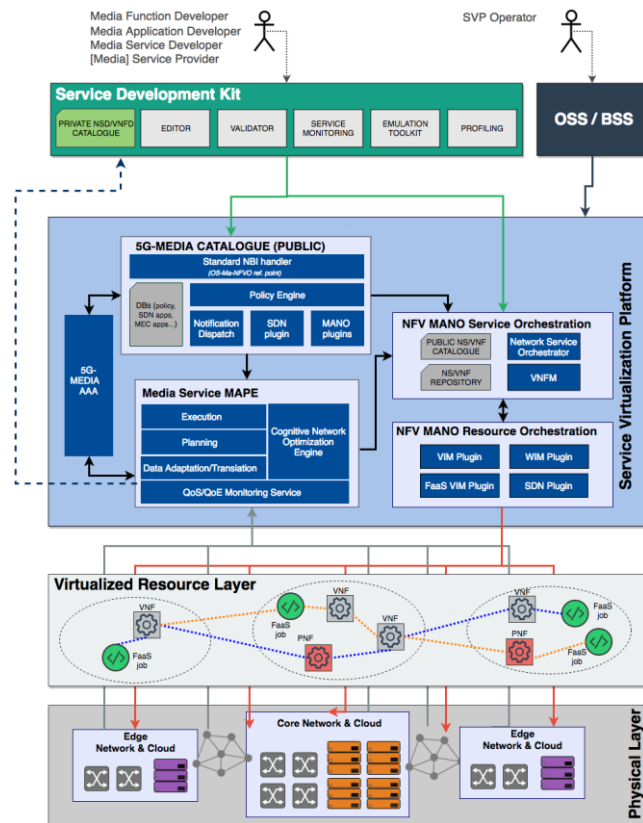 Media Function Developer
Media Application Developer
Media Service Developer
[Media] Service Provider
SVP Operator
Service Development Kit
PRIVATE NSD/VNFD
CATALOGUE
EDITOR
VALIDATOR
SERVICE
MONITORING
EMULATION
TOOLKIT
PROFILING
OSS / BSS
Service Virtualization Platform
5G-MEDIA CATALOGUE (PUBLIC)
Standard NBI handler
(OS-Ma-NFVO ref. point)
DBs (policy,
SDN apps,
MEC apps...)
Policy Engine
Notification
Dispatch
SDN
plugin
MANO
plugins
5G-
MEDIA
AAA
Media Service MAPE
Execution
Planning
Data Adaptation/Translation
Cognitive Network
Optimization
Engine
QoS/QoE Monitoring Service
NFV MANO Service Orchestration
PUBLIC NS/VNF
CATALOGUE
Network Service
Orchestrator
NS/VNF
REPOSITORY
VNFM
NFV MANO Resource Orchestration
VIM Plugin
WIM Plugin
FaaS VIM Plugin
SDN Plugin
Virtualized Resource Layer
VNF
FaaS
job
FaaS
job
VNF
PNF
VNF
VNF
FaaS
job
PNF
FaaS
job
Physical Layer
Edge
Network & Cloud
Core Network & Cloud
Edge
Network & Cloud